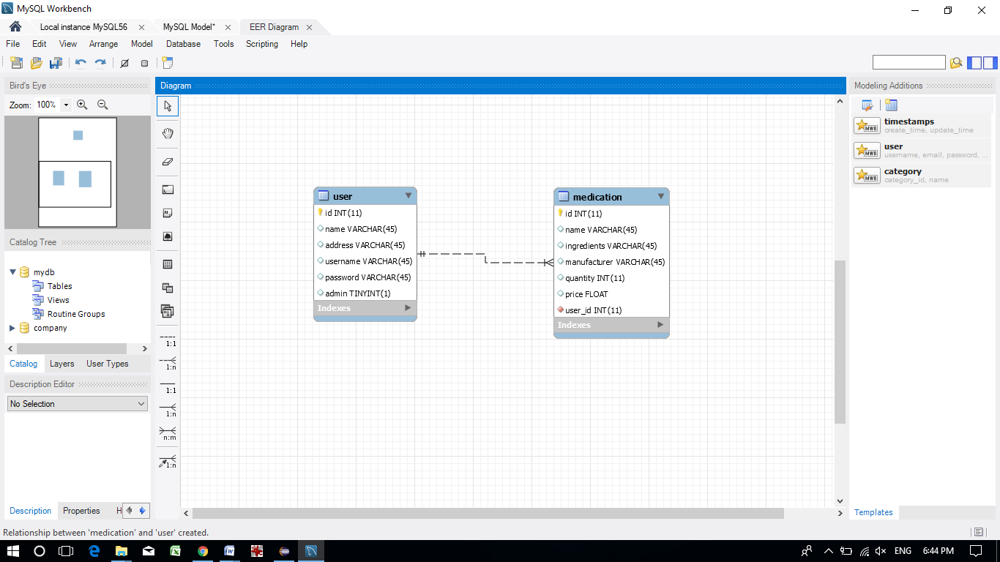 MySQL Workbench
Local instance MySQL56
MySQL Model*
EER Diagram
File Edit View Arrange Model Database Tools Scripting Help
Bird's Eye
Zoom: 100%
Catalog Tree
mydb
Tables
Views
Routine Groups
company
Catalog Layers User Types
Description Editor
No Selection
Description Properties H
Diagram
1:1
1:n
1:1
1:n
n:m
1:n
user
id INT(11)
name VARCHAR(45)
address VARCHAR(45)
username VARCHAR(45)
password VARCHAR(45)
admin TINYINT(1)
Indexes
medication
id INT(11)
name VARCHAR(45)
ingredients VARCHAR(45)
manufacturer VARCHAR(45)
quantity INT(11)
price FLOAT
user_id INT(11)
Indexes
Modeling Additions
MWB
timestamps
create_time, update_time
MWB
user
username, email, password, ...
MWB
category
category_id, name
Templates
Relationship between 'medication' and 'user' created.
ENG 6:44 PM